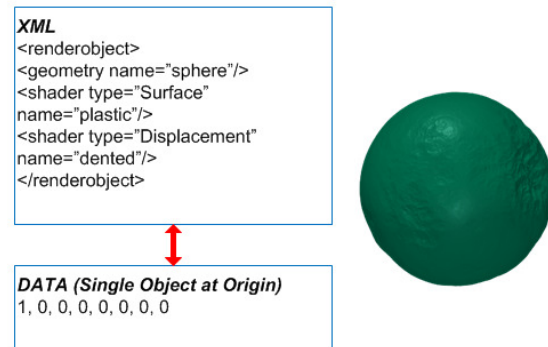 XML
<renderobject>
<geometry name="sphere"/>
<shader type="Surface"
name="plastic"/>
<shader type="Displacement"
name="dented"/>
</renderobject>
DATA (Single Object at Origin)
1, 0, 0, 0, 0, 0, 0, 0